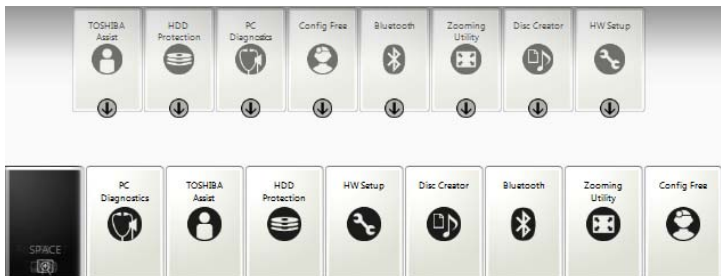 TOSHIBA
Assist
HDD
Protection
PC
Diagnostics
Config Free
Bluetooth
Zooming
Utility
Disc Creator
HW Setup
PC
Diagnostics
TOSHIBA
Assist
HDD
Protection
HW Setup
Disc Creator
Bluetooth
Zooming
Utility
Config Free
SPACE